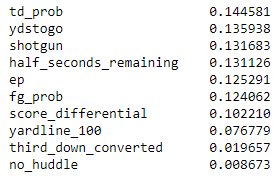 td_prob 0.144581
ydstogo 0.135938
shotgun 0.131683
half_seconds_remaining 0.131126
ep 0.125291
fg_prob 0.124062
score_differential 0.102210
yardline_100 0.076779
third_down_converted 0.019657
no_huddle 0.008673